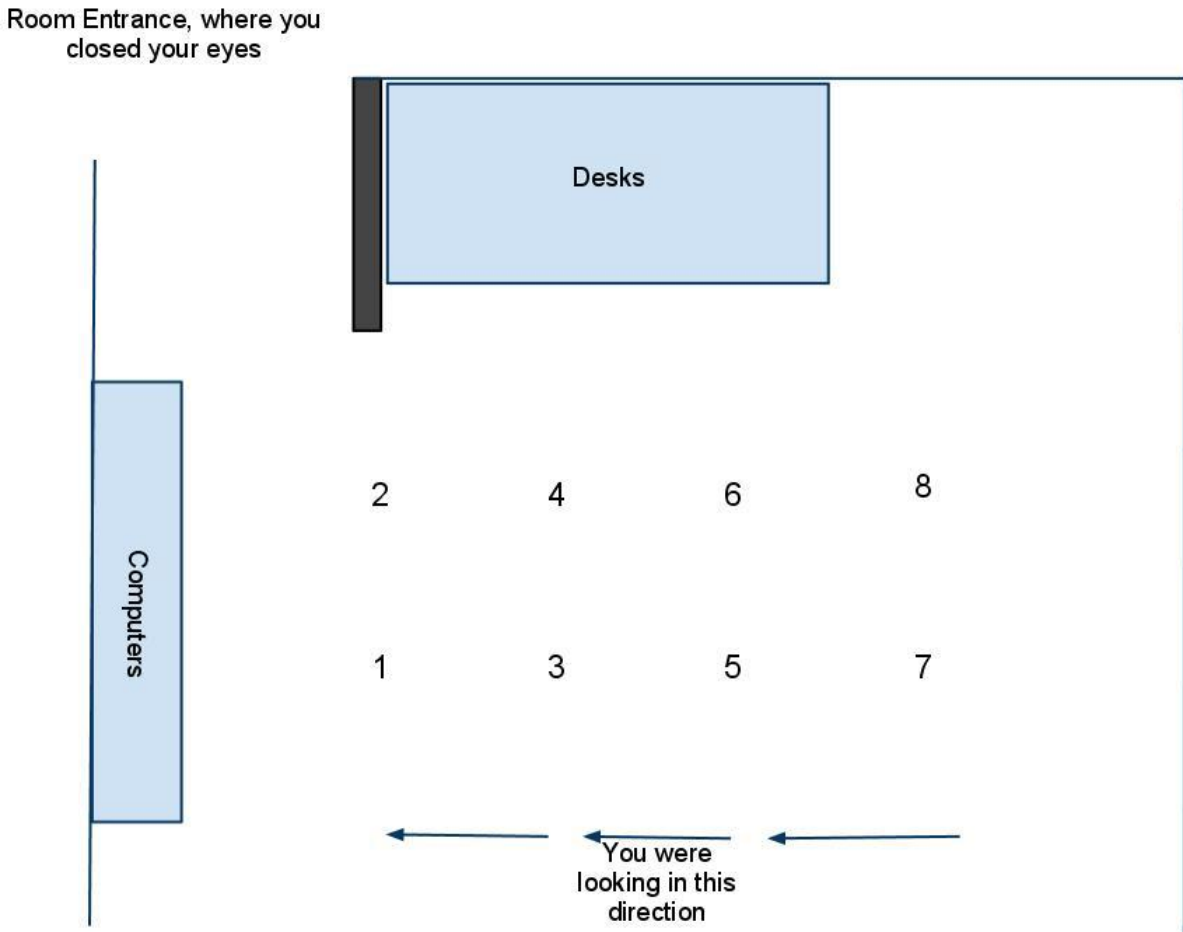 Room Entrance, where you
closed your eyes
Desks
2 4 6 8
Computers
1 3 5 7
You were
looking in this
direction